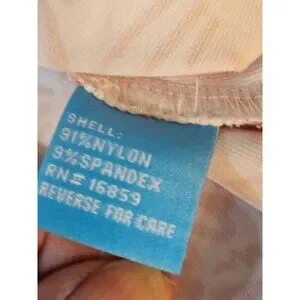 SHELL:
91%NYLON
9%SPANDEX
RN# 16859
REVERSE FOR CARE